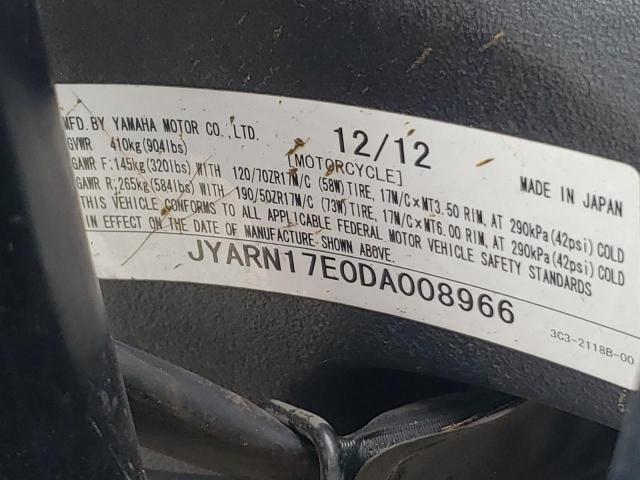 MFD.BY YAMAHA MOTOR CO.,LTD. 12/12
GVWR 410kg(904lbs) [MOTORCYCLE] MADE IN JAPAN
GAWR F:145kg(320lbs)WITH 120/70ZR17M/C (58W)TIRE, 17M/C×MT3.50 RIM, AT 290kPa(42psi)COLD
GAWR R:265kg(584lbs)WITH 190/50ZR17M/C (73W)TIRE, 17M/C×MT6.00 RIM, AT 290kPa(42psi)COLD
THIS VEHICLE CONFORMS TO ALL APPLICABLE FEDERAL MOTOR VEHICLE SAFETY STANDARDS
IN EFFECT ON THE DATE OF MANUFACTURE SHOWN ABOVE.
JYARN17E0DA008966
3C3-2118B-00